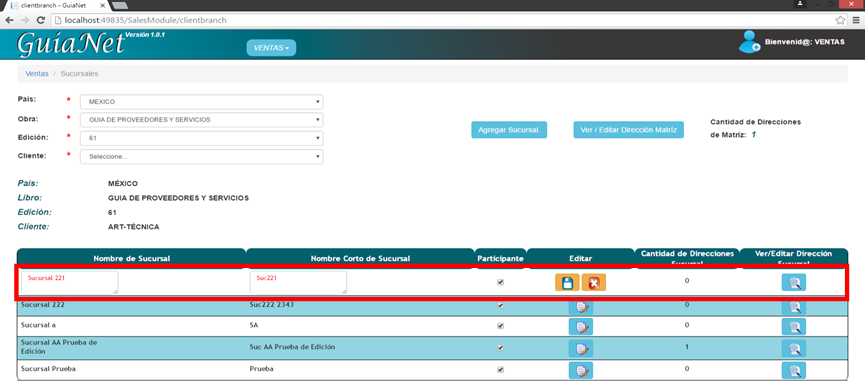 clientbranch - GuiaNet
localhost:49835/SalesModule/clientbranch
GuíaNet Versión 1.0.1
VENTAS
Bienvenid@: VENTAS
Ventas / Sucursales
País: * MEXICO
Obra: * GUIA DE PROVEEDORES Y SERVICIOS
Edición: * 61
Cliente: * Seleccione...
Agregar Sucursal
Ver / Editar Dirección Matríz
Cantidad de Direcciones
de Matriz: 1
País: MÉXICO
Libro: GUIA DE PROVEEDORES Y SERVICIOS
Edición: 61
Cliente: ART-TÉCNICA
Nombre de Sucursal Nombre Corto de Sucursal Participante Editar Cantidad de Direcciones Sucursal Ver/Editar Dirección Sucursal
Sucursal 221 Suc221 0
Sucursal 222 Suc222 2343 0
Sucursal a SA 0
Sucursal AA Prueba de Edición Suc AA Prueba de Edición 1
Sucursal Prueba Prueba 0